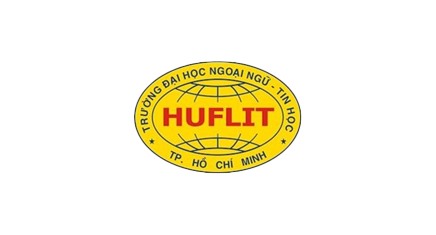 TRƯỜNG ĐẠI HỌC NGOẠI NGỮ - TIN HỌC
HUFLIT
TP. HỒ CHÍ MINH